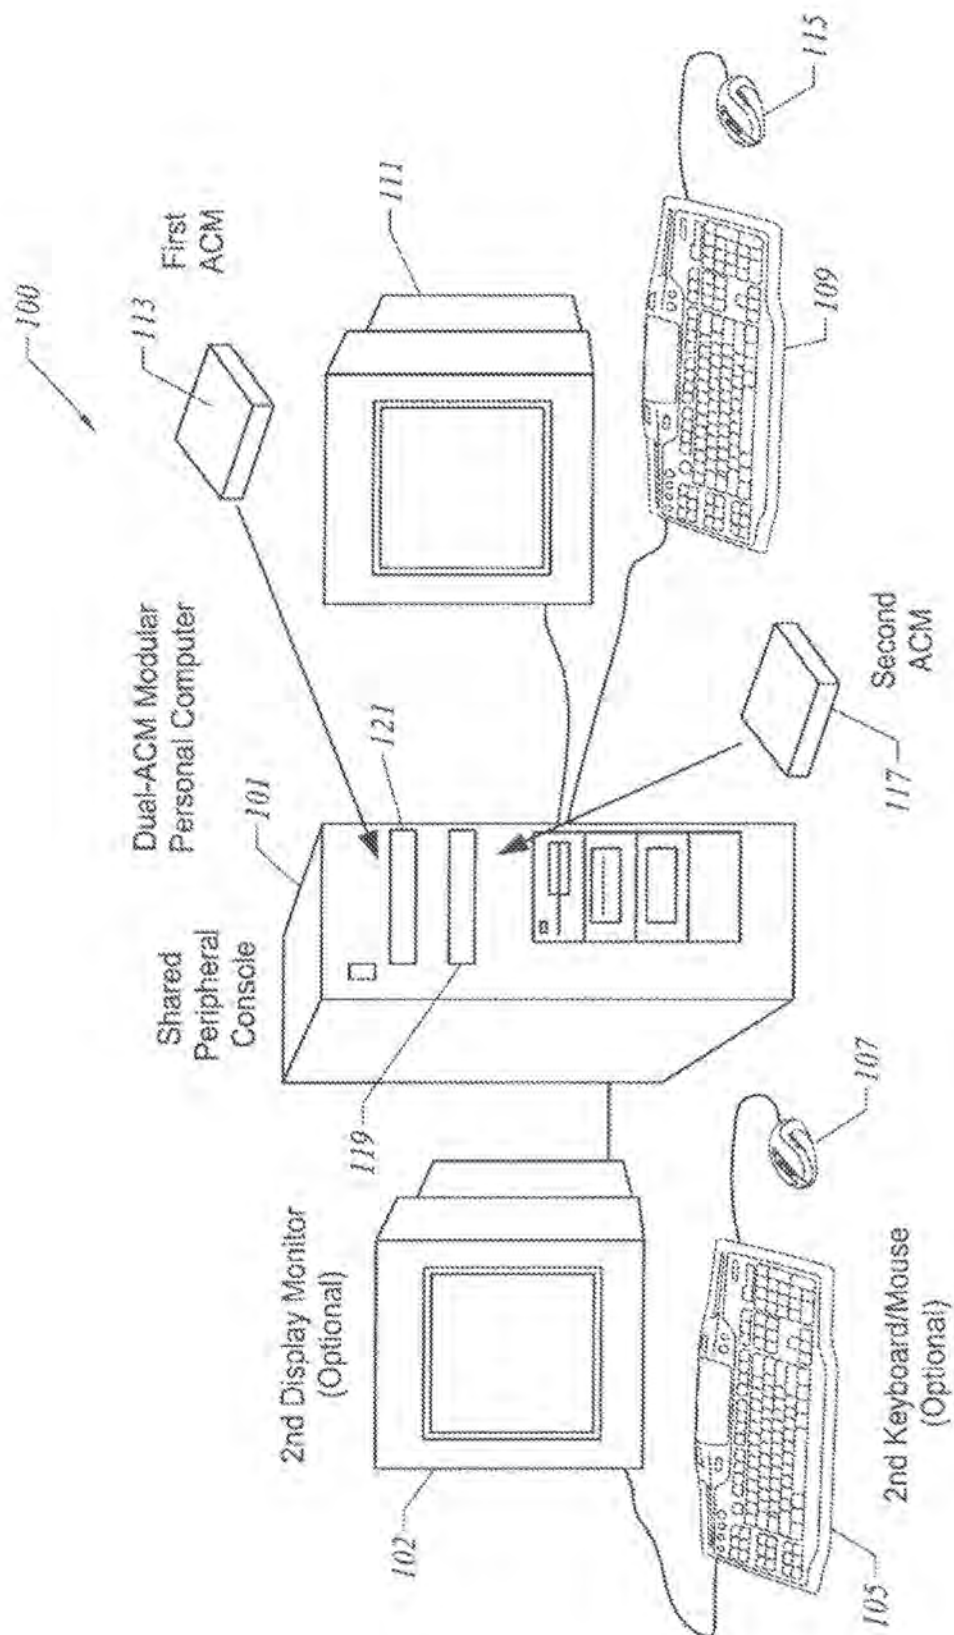 100
First
ACM
113
Dual-ACM Modular
Personal Computer
111
Shared
Peripheral
Console
101
121
115
119
109
2nd Display Monitor
(Optional)
102
Second
ACM
117
107
2nd Keyboard/Mouse
(Optional)
105